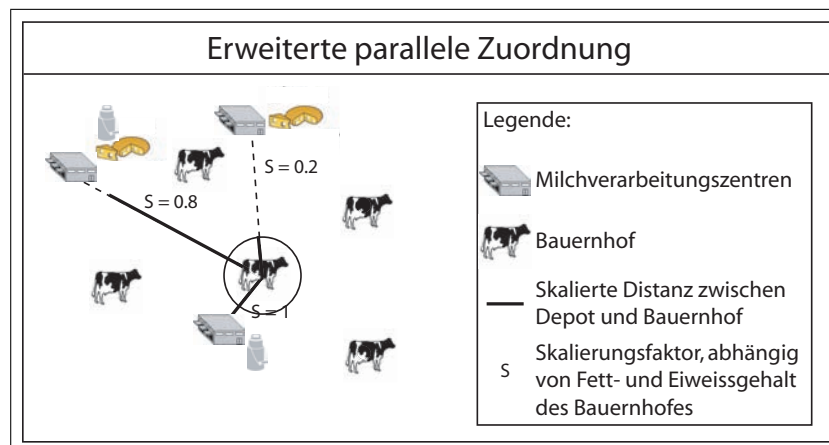 Erweiterte parallele Zuordnung
S = 0.2
S = 0.8
S = 1
Legende:
Milchverarbeitungszentren
Bauernhof
Skalierte Distanz zwischen
Depot und Bauernhof
S
Skalierungsfaktor, abhängig
von Fett- und Eiweissgehalt
des Bauernhofes